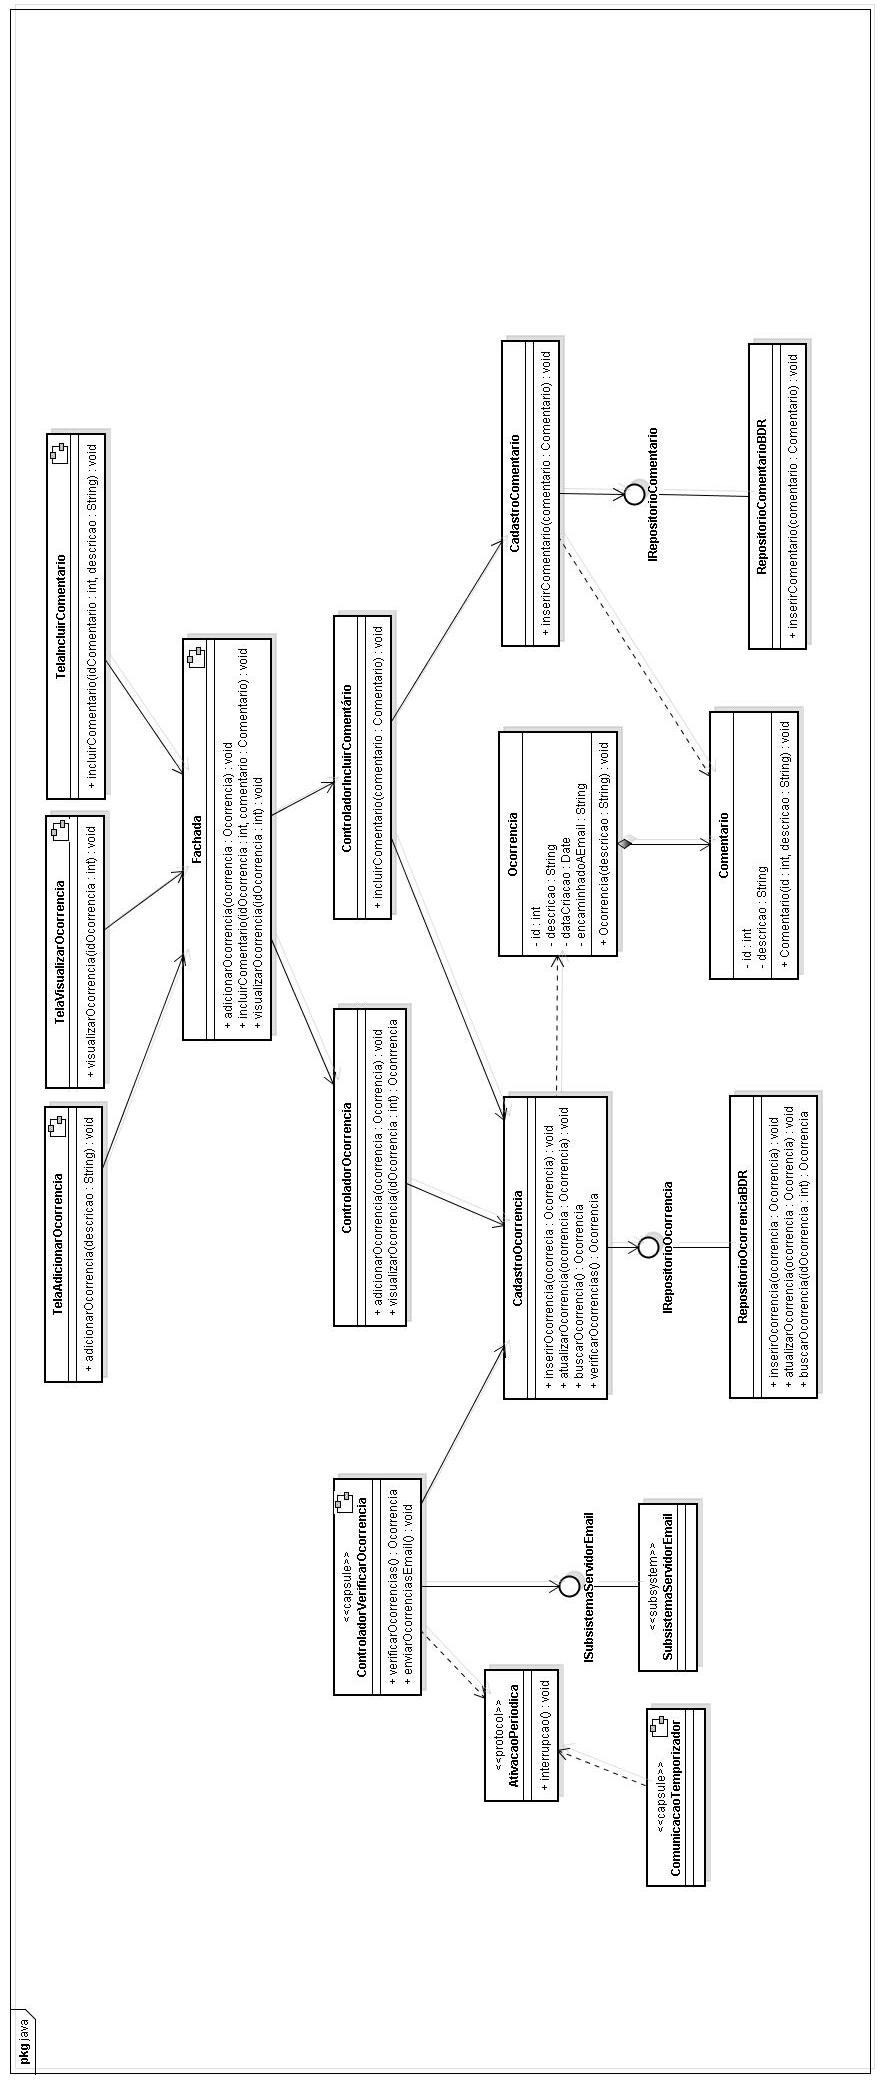 pkg java
TelaAdicionarOcorrencia
+ adicionarOcorrencia(descricao : String) : void
TelaVisualizarOcorrencia
+ visualizarOcorrencia(idOcorrencia : int) : void
TelaIncluirComentario
+ incluirComentario(idComentario : int, descricao : String) : void
Fachada
+ adicionarOcorrencia(ocorrencia : Ocorrencia) : void
+ incluirComentario(idOcorrencia : int, comentario : Comentario) : void
+ visualizarOcorrencia(idOcorrencia : int) : void
<<capsule>>
ControladorVerificarOcorrencia
+ verificarOcorrencias() : Ocorrencia
+ enviarOcorrenciasEmail() : void
ControladorOcorrencia
+ adicionarOcorrencia(ocorrencia : Ocorrencia) : void
+ visualizarOcorrencia(idOcorrencia : int) : Oconrrencia
ControladorIncluirComentário
+ incluirComentario(comentario : Comentario) : void
<<protocol>>
AtivacaoPeriodica
+ interrupcao() : void
ISubsistemaServidorEmail
CadastroOcorrencia
+ inserirOcorrencia(ocorrecia : Ocorrencia) : void
+ atualizarOcorrencia(ocorrencia : Ocorrencia) : void
+ buscarOcorrencia() : Ocorrencia
+ verificarOcorrencias() : Ocorrencia
Ocorrencia
- id : int
- descricao : String
- dataCriacao : Date
- encaminhadoAEmail : String
+ Ocorrencia(descricao : String) : void
CadastroComentario
+ inserirComentario(comentario : Comentario) : void
<<capsule>>
ComunicacaoTemporizador
<<subsystem>>
SubsistemaServidorEmail
IRepositorioOcorrencia
IRepositorioComentario
RepositorioOcorrenciaBDR
+ inserirOcorrencia(ocorrencia : Ocorrencia) : void
+ atualizarOcorrencia(ocorrencia : Ocorrencia) : void
+ buscarOcorrencia(idOcorrencia : int) : Ocorrencia
Comentario
- id : int
- descricao : String
+ Comentario(id : int, descricao : String) : void
RepositorioComentarioBDR
+ inserirComentario(comentario : Comentario) : void